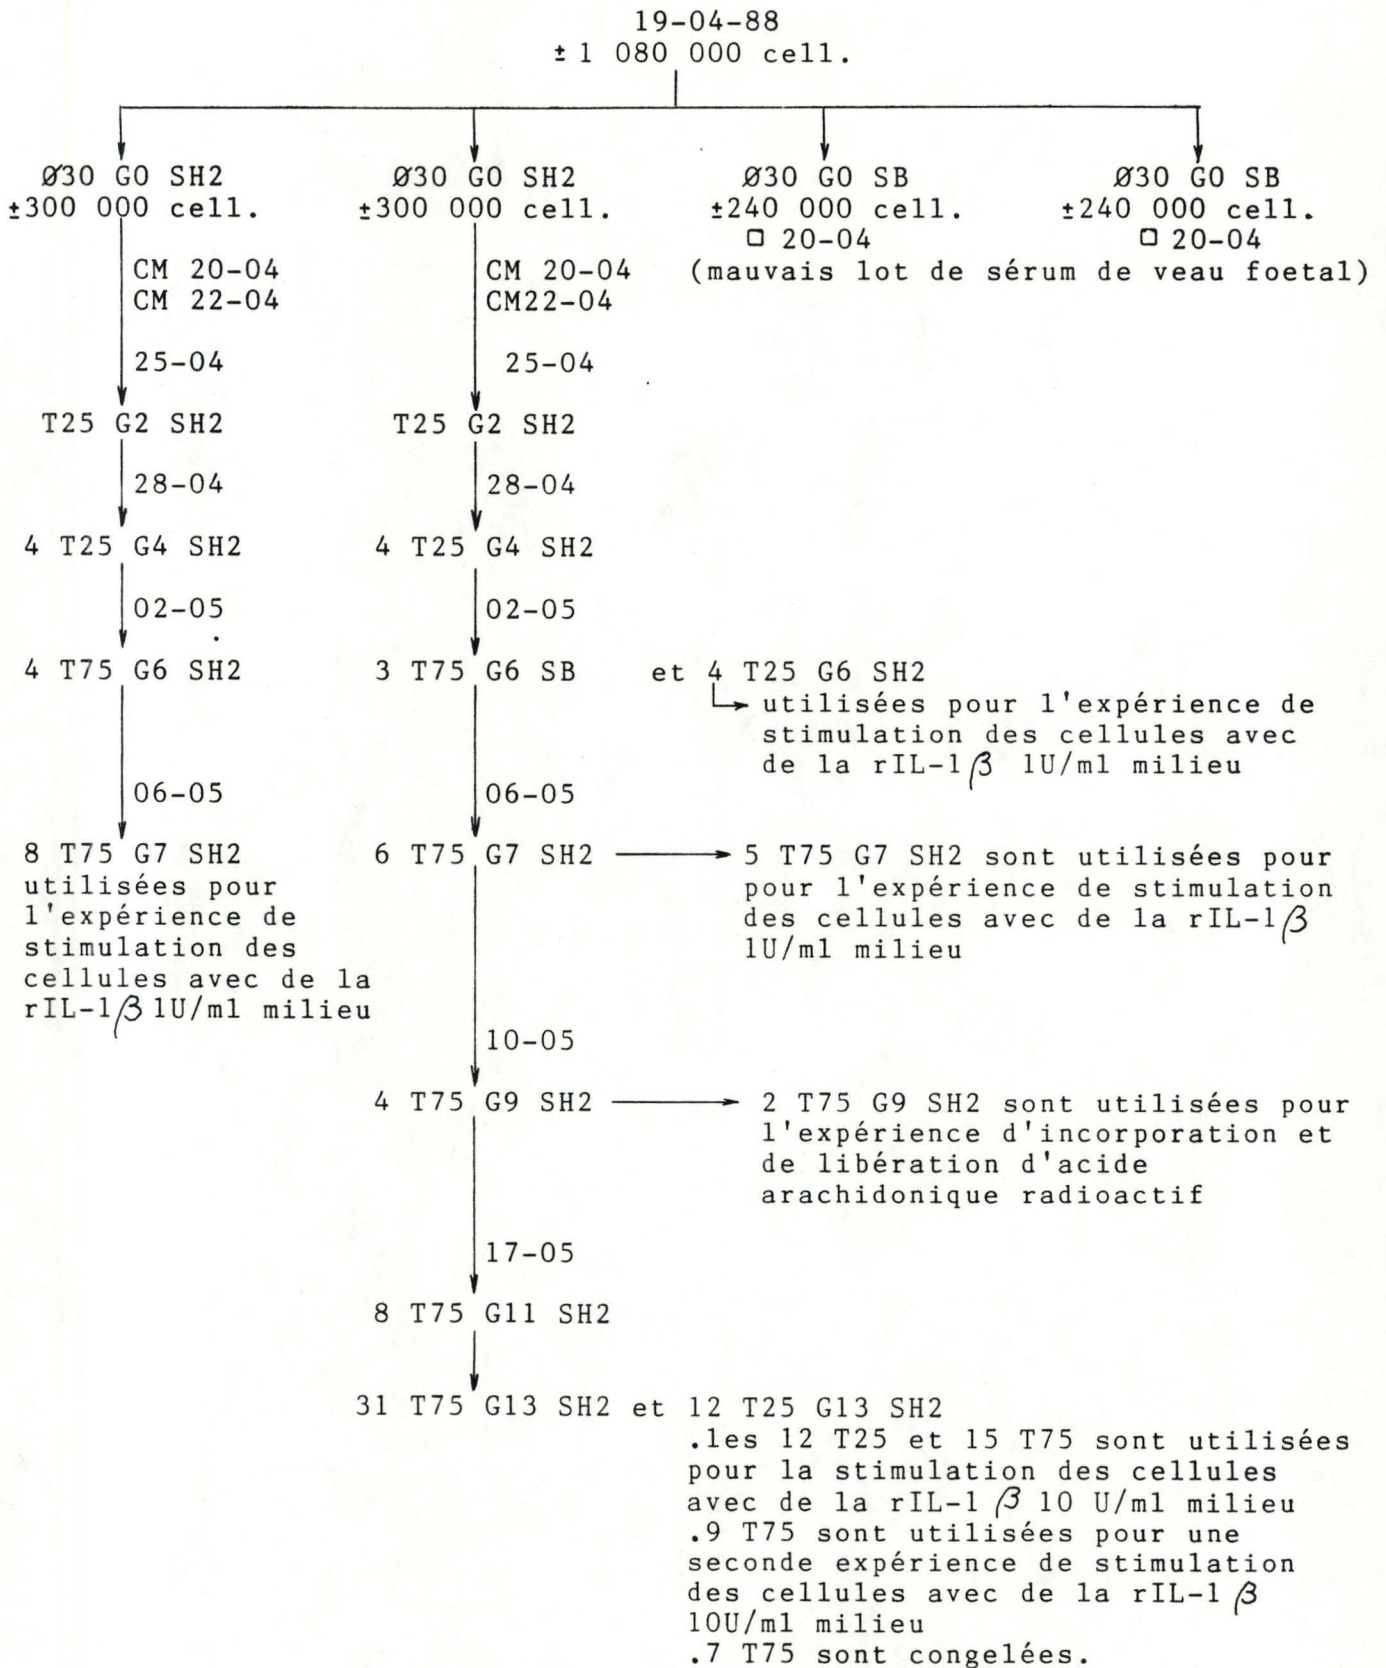 19-04-88
± 1 080 000 cell.
Ø30 G0 SH2
±300 000 cell.
Ø30 G0 SH2
±300 000 cell.
Ø30 G0 SB
±240 000 cell.
□ 20-04
Ø30 G0 SB
±240 000 cell.
□ 20-04
(mauvais lot de sérum de veau foetal)
CM 20-04
CM 22-04
25-04
CM 20-04
CM22-04
25-04
T25 G2 SH2
T25 G2 SH2
28-04
28-04
4 T25 G4 SH2
4 T25 G4 SH2
02-05
02-05
4 T75 G6 SH2
3 T75 G6 SB et 4 T25 G6 SH2
utilisées pour l'expérience de
stimulation des cellules avec
de la rIL-1β 1U/ml milieu
06-05
06-05
8 T75 G7 SH2
utilisées pour
l'expérience de
stimulation des
cellules avec de la
rIL-1β 1U/ml milieu
6 T75 G7 SH2
5 T75 G7 SH2 sont utilisées pour
pour l'expérience de stimulation
des cellules avec de la rIL-1β
1U/ml milieu
10-05
4 T75 G9 SH2
2 T75 G9 SH2 sont utilisées pour
l'expérience d'incorporation et
de libération d'acide
arachidonique radioactif
17-05
8 T75 G11 SH2
31 T75 G13 SH2 et 12 T25 G13 SH2
.les 12 T25 et 15 T75 sont utilisées
pour la stimulation des cellules
avec de la rIL-1 β 10 U/ml milieu
.9 T75 sont utilisées pour une
seconde expérience de stimulation
des cellules avec de la rIL-1 β
10U/ml milieu
.7 T75 sont congelées.